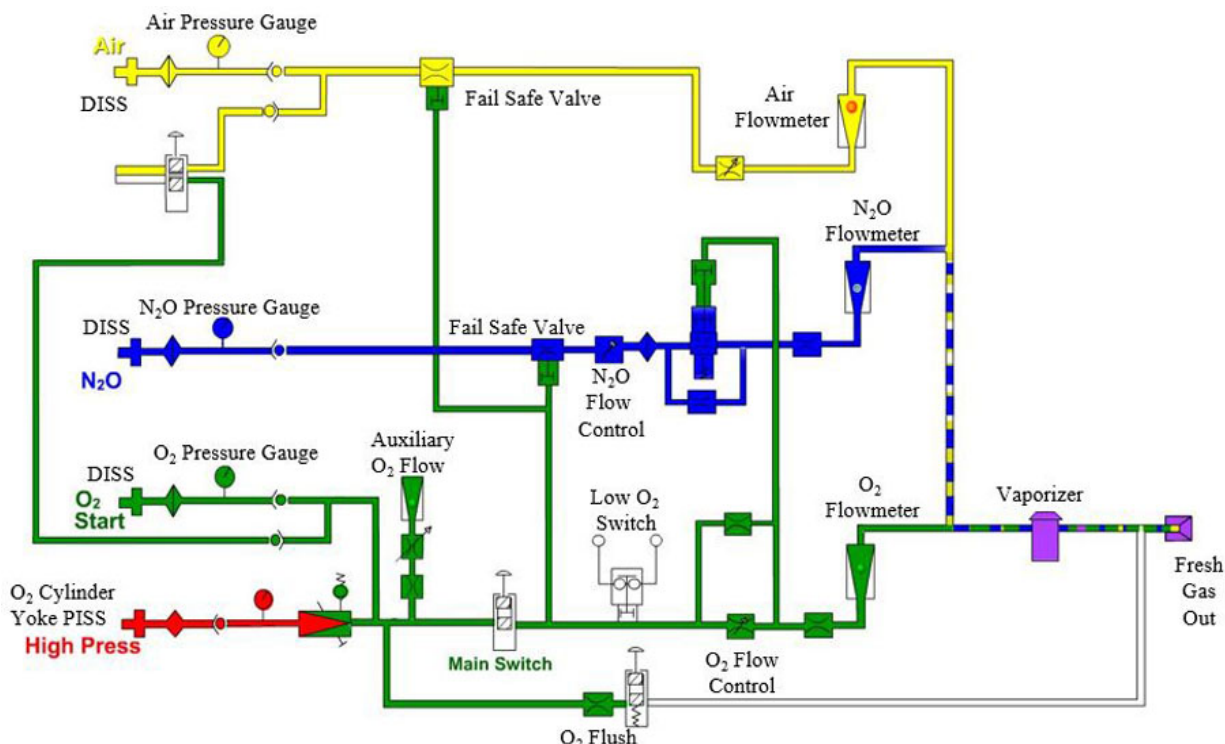 Air Pressure Gauge
Air
DISS
Fail Safe Valve
Air
Flowmeter
N₂O
Flowmeter
N₂O Pressure Gauge
DISS
N₂O
Fail Safe Valve
N₂O
Flow
Control
Auxiliary
O₂ Flow
O₂ Pressure Gauge
DISS
O₂
Start
Low O₂
Switch
O₂
Flowmeter
Vaporizer
Fresh
Gas
Out
O₂ Cylinder
Yoke PISS
High Press
Main Switch
O₂ Flow
Control
O₂ Flush